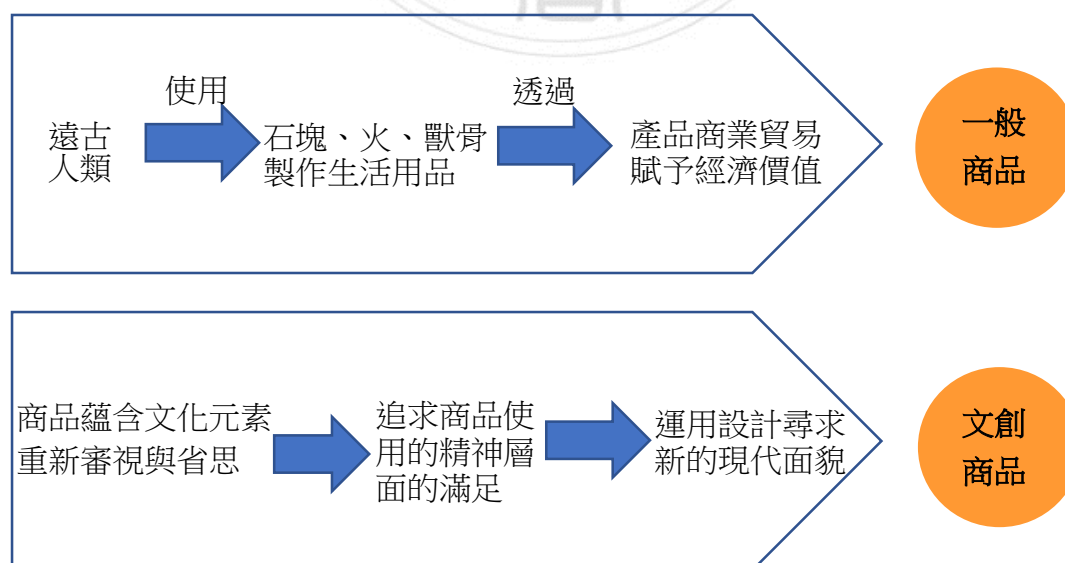 使用
透過
遠古
人類
石塊、火、獸骨
製作生活用品
產品商業貿易
賦予經濟價值
一般
商品
商品蘊含文化元素
重新審視與省思
追求商品使
用的精神層
面的滿足
運用設計尋求
新的現代面貌
文創
商品